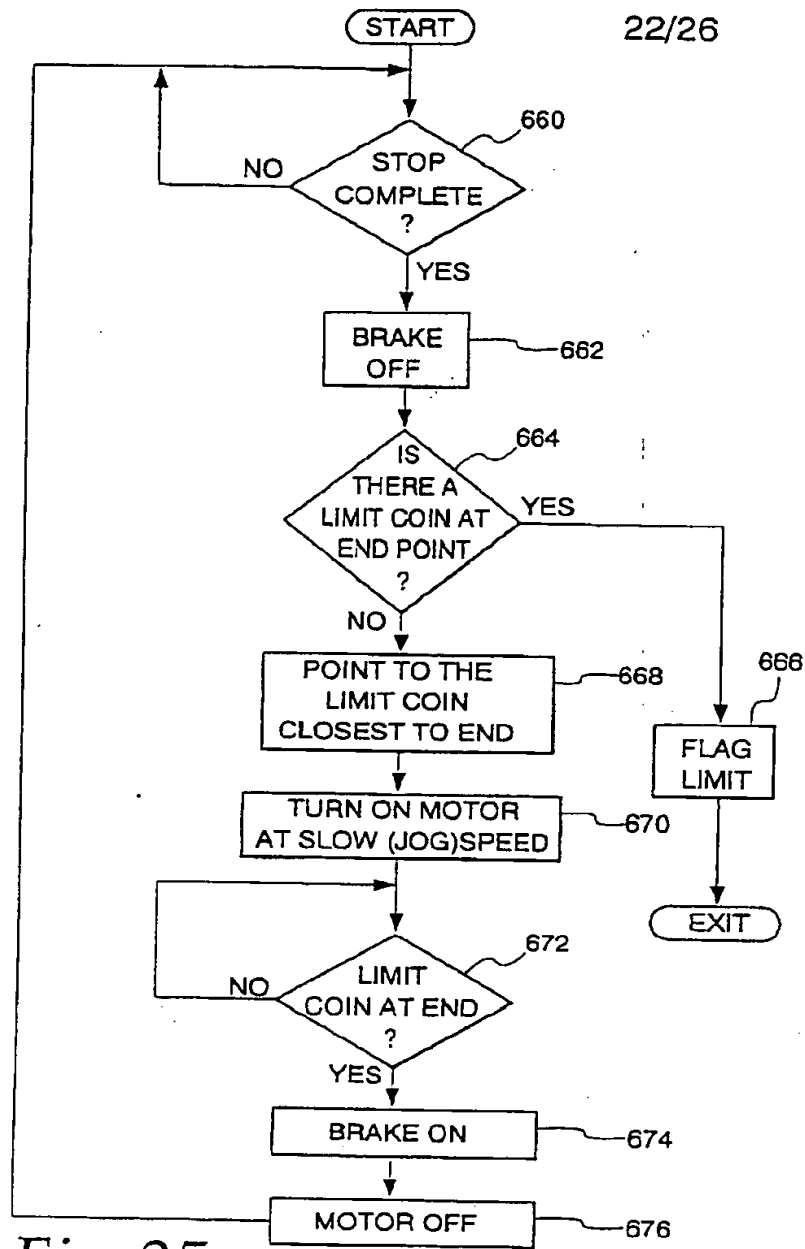 START
22/26
660
STOP
COMPLETE
?
NO
YES
BRAKE
OFF
662
664
IS
THERE A
LIMIT COIN AT
END POINT
?
YES
NO
POINT TO THE
LIMIT COIN
CLOSEST TO END
668
666
FLAG
LIMIT
TURN ON MOTOR
AT SLOW (JOG)SPEED
670
EXIT
672
LIMIT
COIN AT END
?
NO
YES
BRAKE ON
674
MOTOR OFF
676